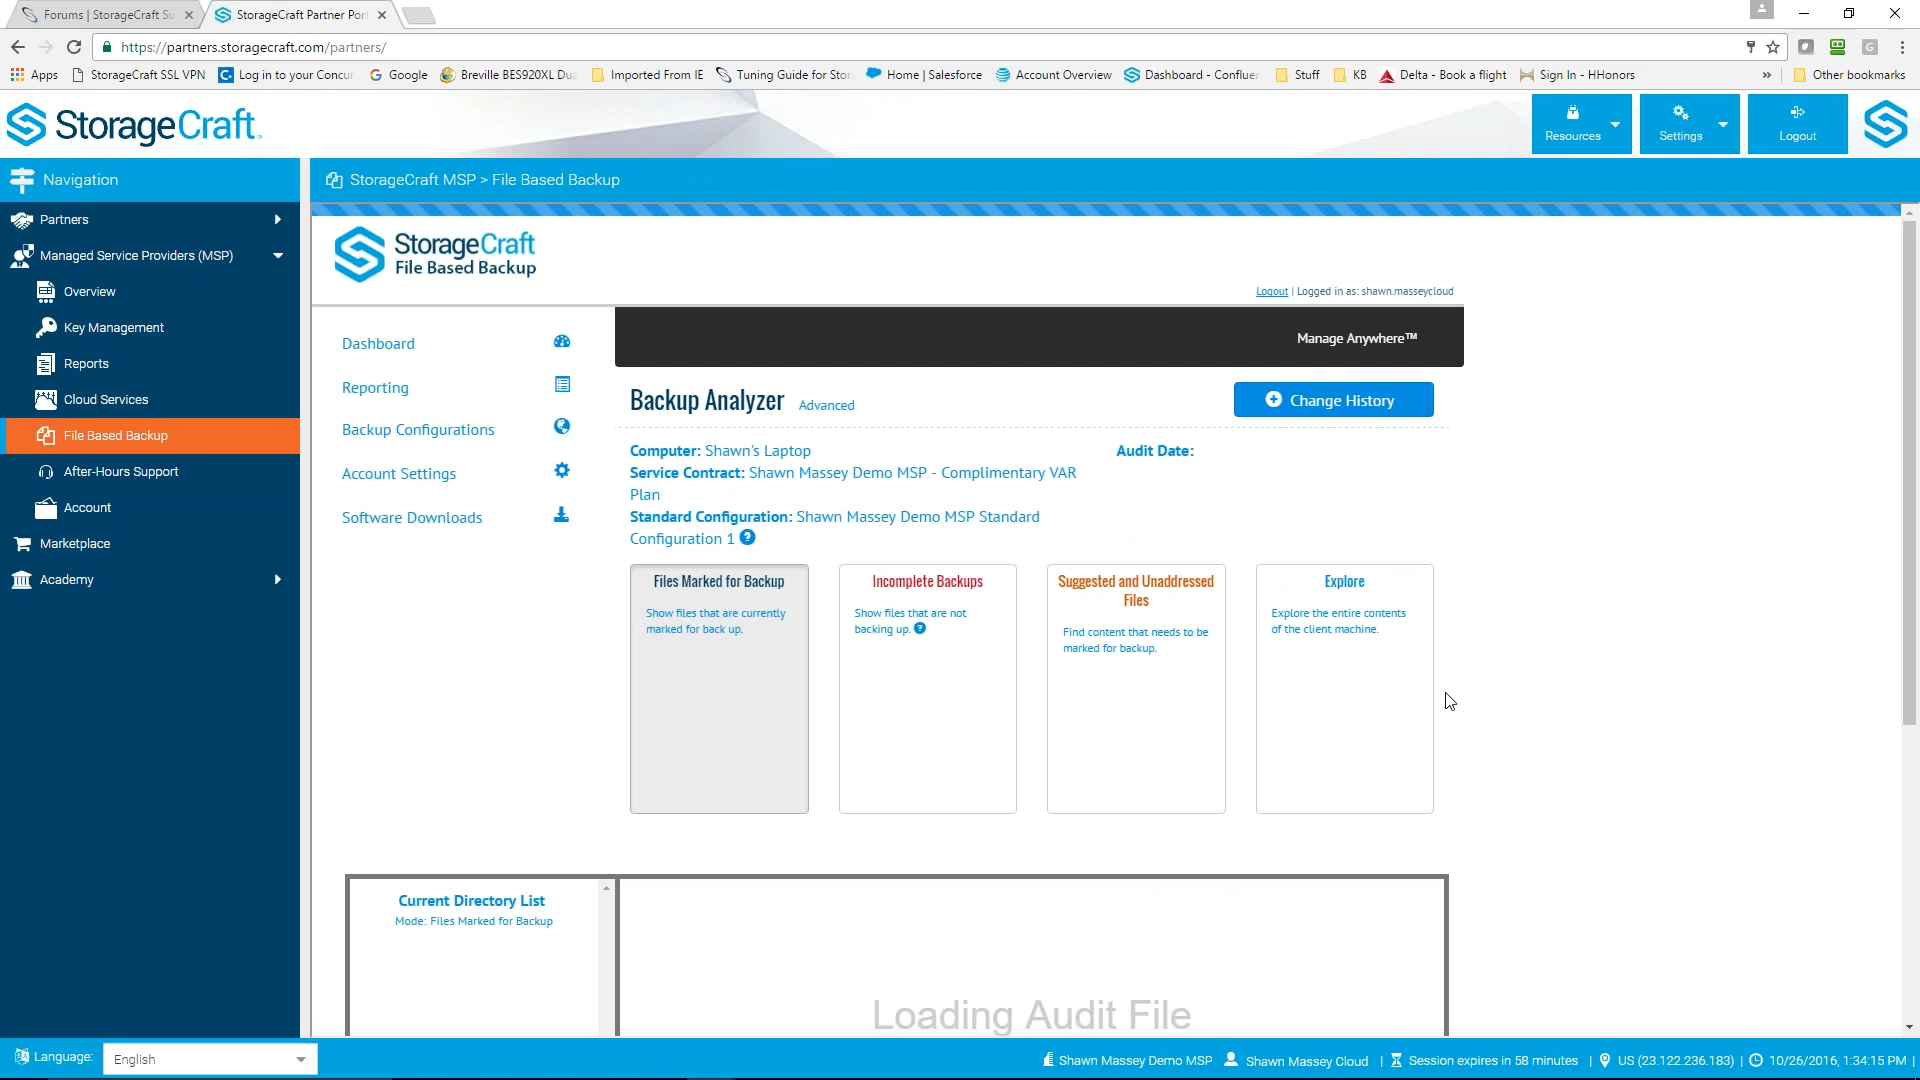 Forums | StorageCraft Su
StorageCraft Partner Por
https://partners.storagecraft.com/partners/
Apps
StorageCraft SSL VPN
Log in to your Concur
Google
Breville BES920XL Dua
Imported From IE
Tuning Guide for Stor
Home | Salesforce
Account Overview
Dashboard - Confluen
Stuff
KB
Delta - Book a flight
Sign In - HHonors
»
Other bookmarks
StorageCraft
Resources
Settings
Logout
Navigation
StorageCraft MSP > File Based Backup
Partners
Managed Service Providers (MSP)
Overview
Key Management
Reports
Cloud Services
File Based Backup
After-Hours Support
Account
Marketplace
Academy
StorageCraft
File Based Backup
Logout | Logged in as: shawn.masseycloud
Dashboard
Reporting
Backup Configurations
Account Settings
Software Downloads
Manage Anywhere™
Backup Analyzer Advanced
Change History
Computer: Shawn's Laptop
Audit Date:
Service Contract: Shawn Massey Demo MSP - Complimentary VAR
Plan
Standard Configuration: Shawn Massey Demo MSP Standard
Configuration 1 ?
Files Marked for Backup
Show files that are currently
marked for back up.
Incomplete Backups
Show files that are not
backing up. ?
Suggested and Unaddressed
Files
Find content that needs to be
marked for backup.
Explore
Explore the entire contents
of the client machine.
Current Directory List
Mode: Files Marked for Backup
Loading Audit File
Language:
English
Shawn Massey Demo MSP
Shawn Massey Cloud
| Session expires in 58 minutes
| US (23.122.236.183)
| 10/26/2016, 1:34:15 PM |